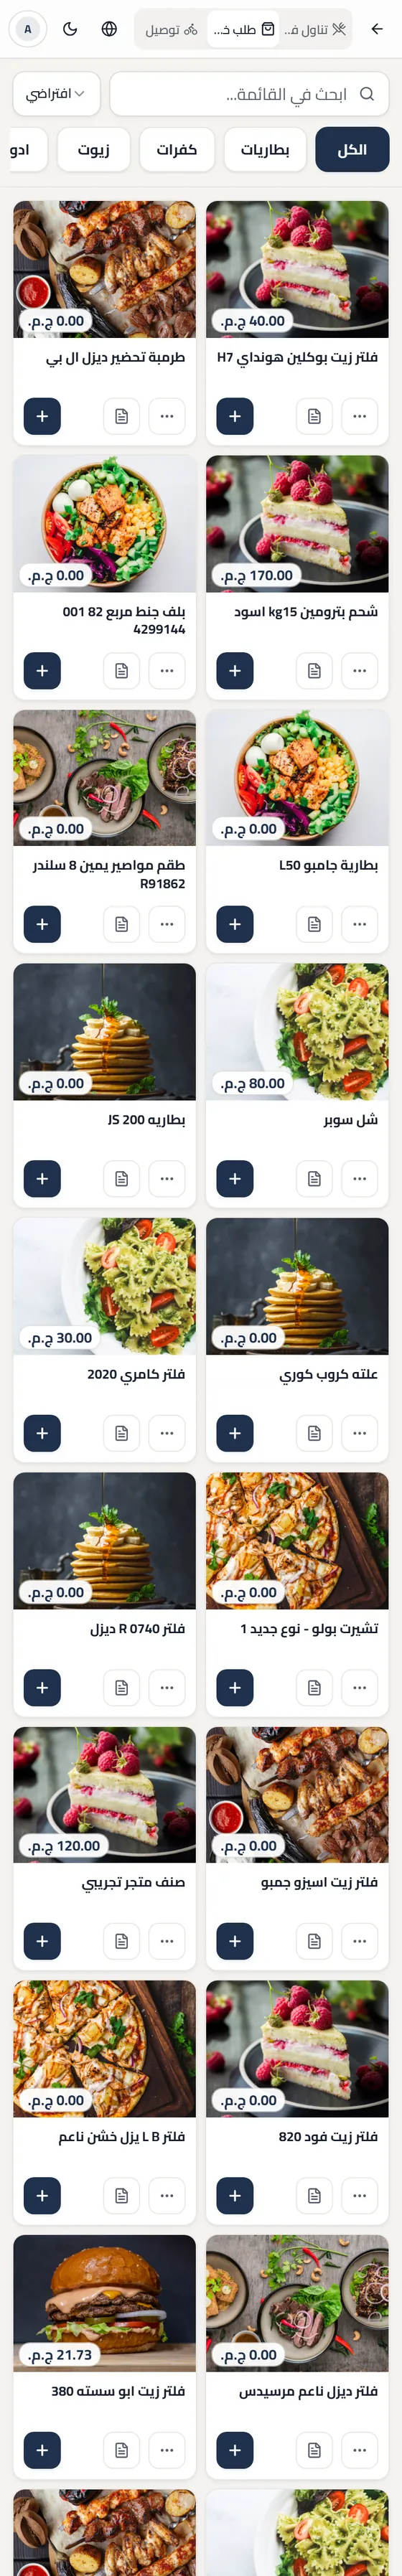 تناول ف...
طلب خـ...
توصيل
A
ابحث في القائمة...
افتراضي
الكل
بطاريات
كفرات
زيوت
ادو
40.00 ج.م.
فلتر زيت بوكلين هونداي H7
0.00 ج.م.
طرمبة تحضير ديزل ال بي
170.00 ج.م.
شحم بترومين kg15 اسود
0.00 ج.م.
بلف جنط مربع 82 001
4299144
0.00 ج.م.
بطارية جامبو L50
0.00 ج.م.
طقم مواصير يمين 8 سلندر
R91862
80.00 ج.م.
شل سوبر
0.00 ج.م.
بطاريه JS 200
0.00 ج.م.
علته كروب كوري
30.00 ج.م.
فلتر كامري 2020
0.00 ج.م.
تشيرت بولو - نوع جديد 1
0.00 ج.م.
فلتر R 0740 ديزل
0.00 ج.م.
فلتر زيت اسيزو جمبو
120.00 ج.م.
صنف متجر تجريبي
0.00 ج.م.
فلتر زيت فود 820
0.00 ج.م.
فلتر L B يزل خشن ناعم
0.00 ج.م.
فلتر ديزل ناعم مرسيدس
21.73 ج.م.
فلتر زيت ابو سسته 380